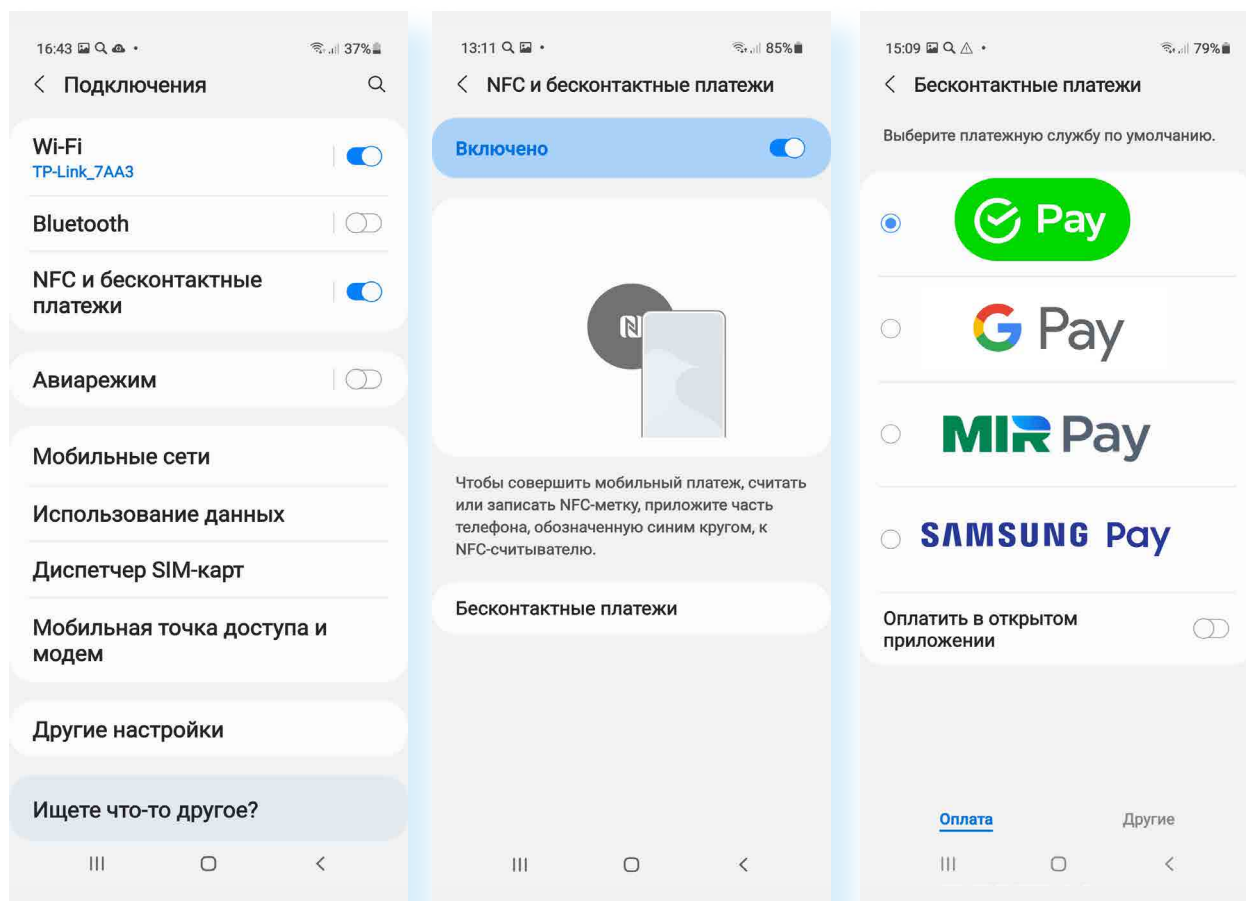 16:43
37%
Подключения
Wi-Fi
TP-Link_7AA3
Bluetooth
NFC и бесконтактные
платежи
Авиарежим
Мобильные сети
Использование данных
Диспетчер SIM-карт
Мобильная точка доступа и
модем
Другие настройки
Ищете что-то другое?
13:11
85%
NFC и бесконтактные платежи
Включено
Чтобы совершить мобильный платеж, считать
или записать NFC-метку, приложите часть
телефона, обозначенную синим кругом, к
NFC-считывателю.
Бесконтактные платежи
15:09
79%
Бесконтактные платежи
Выберите платежную службу по умолчанию.
Pay
G Pay
MIR Pay
SAMSUNG Pay
Оплатить в открытом
приложении
Оплата
Другие